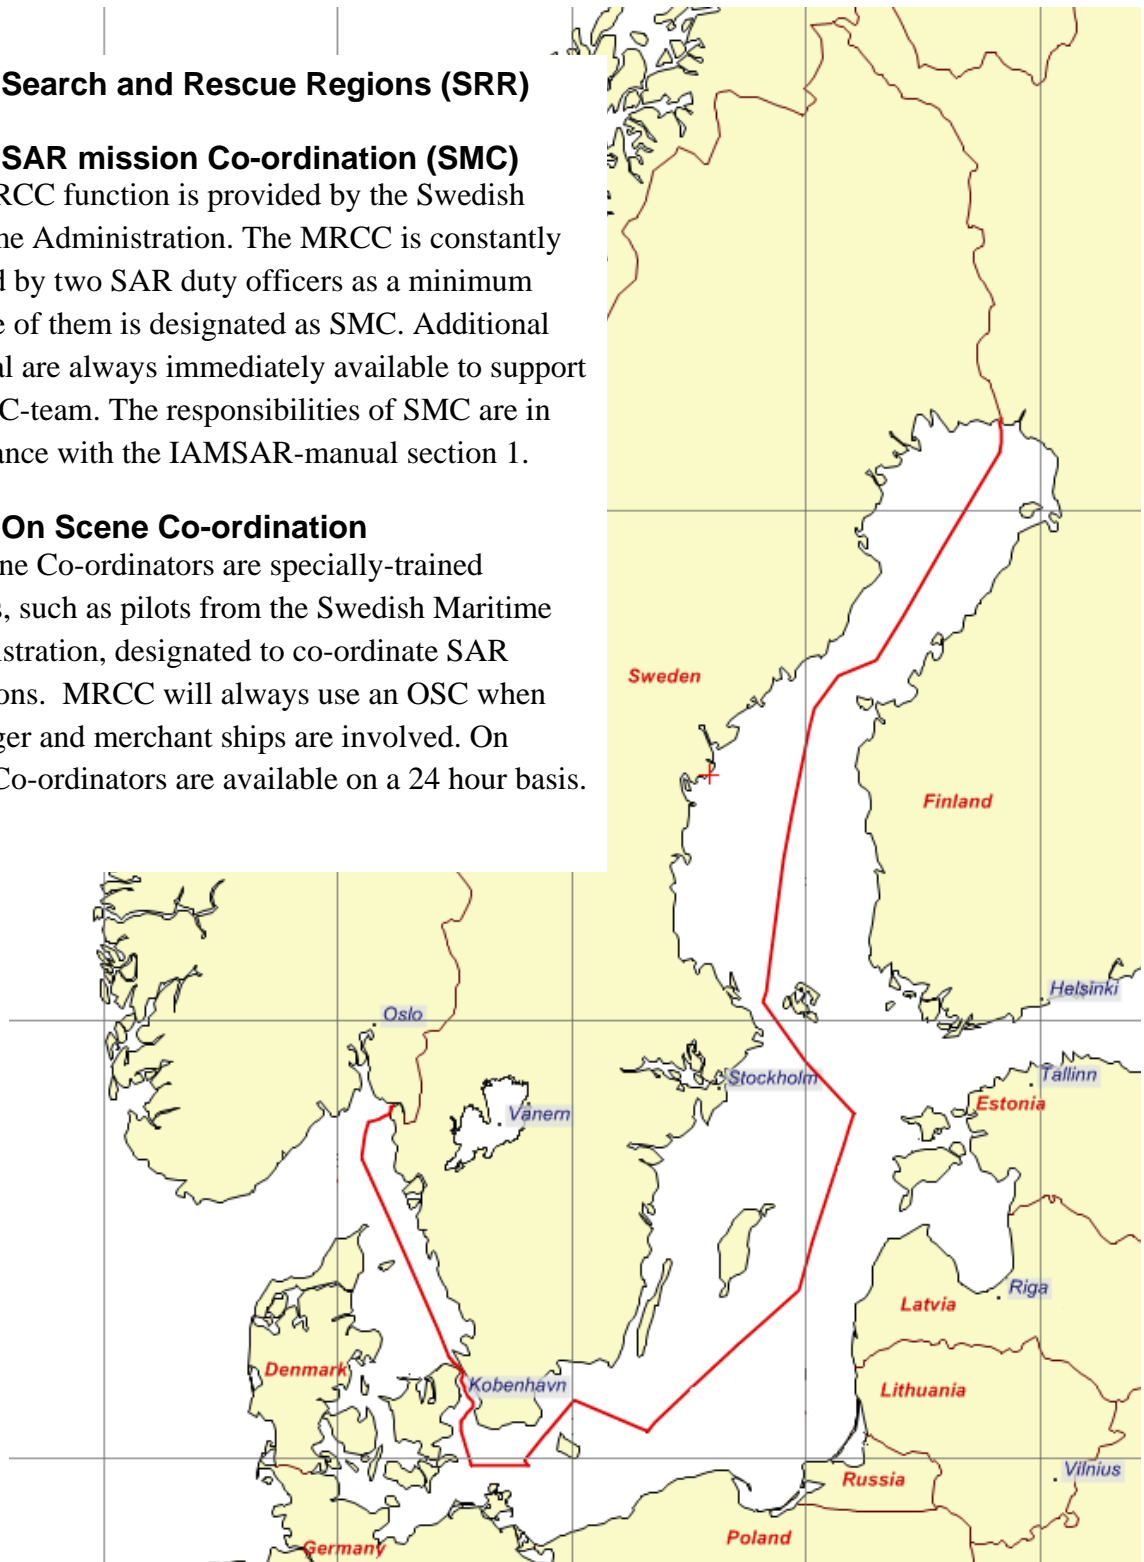 Search and Rescue Regions (SRR)
SAR mission Co-ordination (SMC)
RCC function is provided by the Swedish
ne Administration. The MRCC is constantly
d by two SAR duty officers as a minimum
e of them is designated as SMC. Additional
al are always immediately available to support
C-team. The responsibilities of SMC are in
ance with the IAMSAR-manual section 1.
On Scene Co-ordination
ne Co-ordinators are specially-trained
s, such as pilots from the Swedish Maritime
istration, designated to co-ordinate SAR
ons. MRCC will always use an OSC when
ger and merchant ships are involved. On
Co-ordinators are available on a 24 hour basis.
Sweden
Finland
Helsinki
Oslo
Stockholm
Tallinn
Estonia
Vanern
Riga
Latvia
Denmark
Kobenhavn
Lithuania
Vilnius
Russia
Poland
Germany